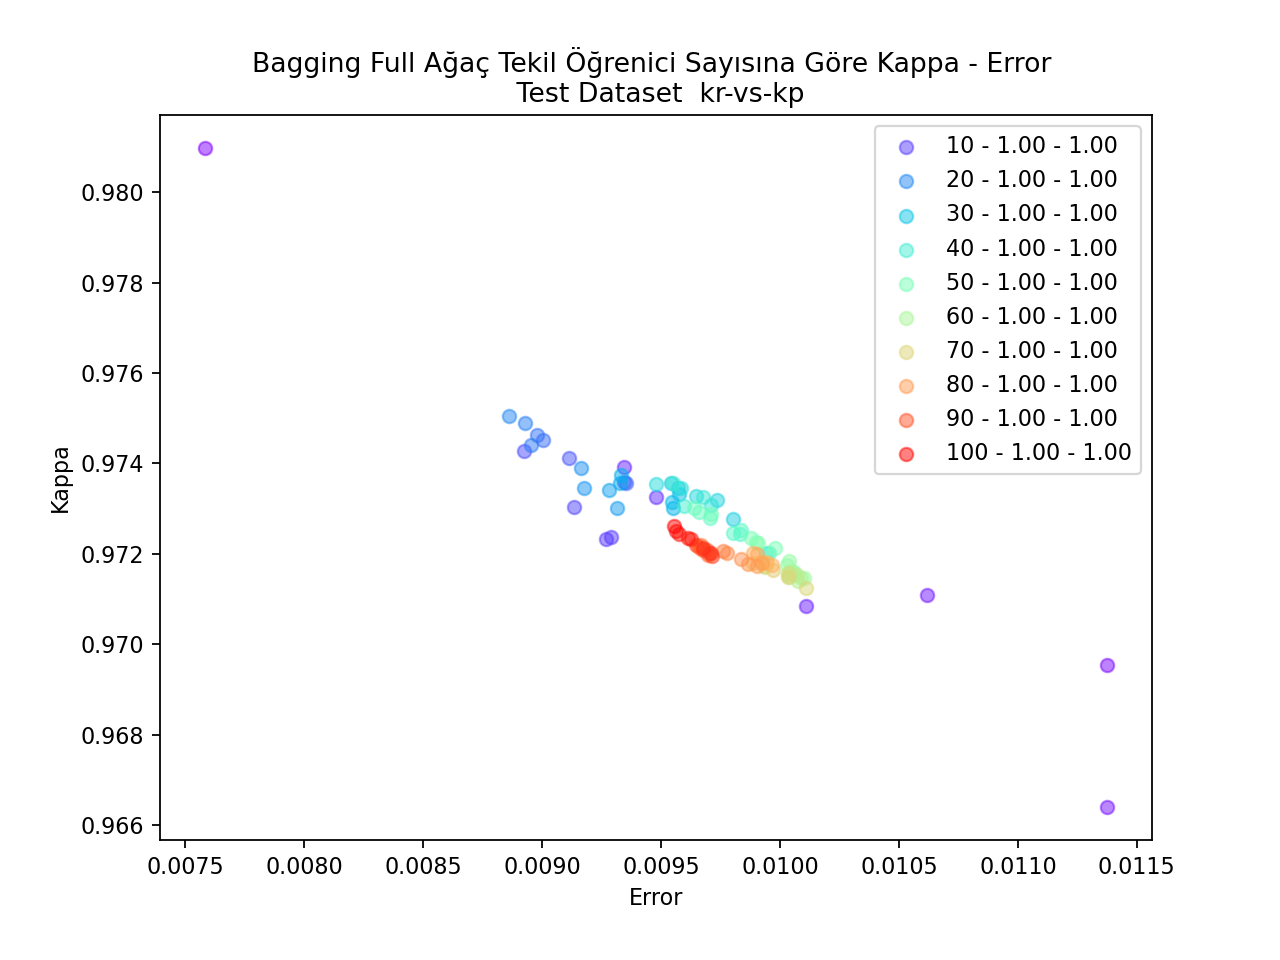 Bagging Full Ağaç Tekil Öğrenici Sayısına Göre Kappa - Error
Test Dataset  kr-vs-kp
10 - 1.00 - 1.00
20 - 1.00 - 1.00
30 - 1.00 - 1.00
40 - 1.00 - 1.00
50 - 1.00 - 1.00
60 - 1.00 - 1.00
70 - 1.00 - 1.00
80 - 1.00 - 1.00
90 - 1.00 - 1.00
100 - 1.00 - 1.00
Kappa
0.980
0.978
0.976
0.974
0.972
0.970
0.968
0.966
0.0075 0.0080 0.0085 0.0090 0.0095 0.0100 0.0105 0.0110 0.0115
Error